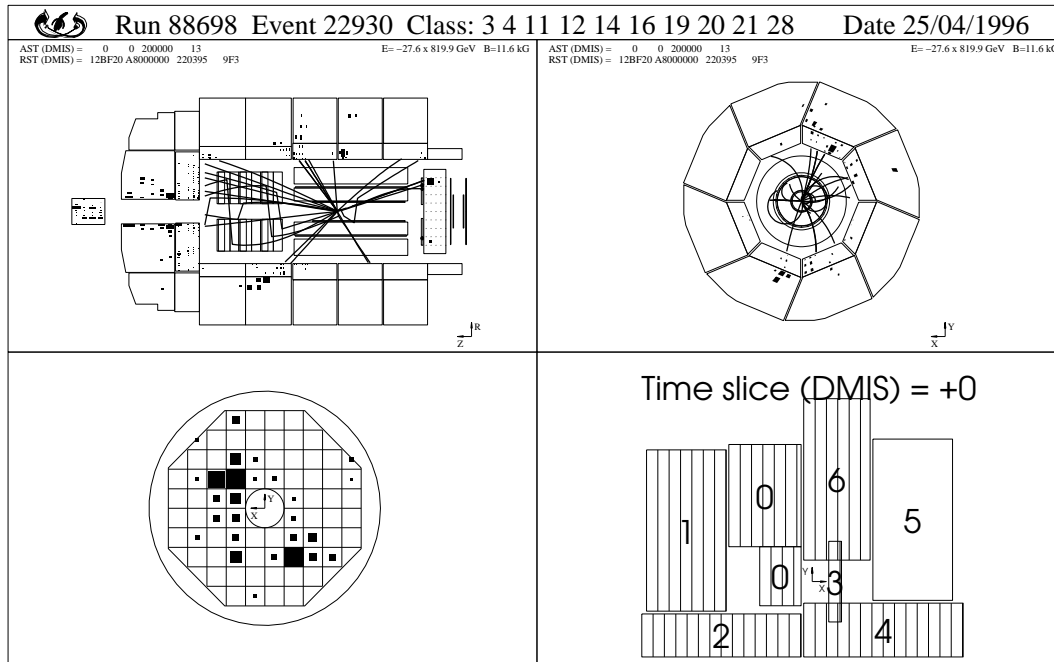 Run 88698 Event 22930 Class: 3 4 11 12 14 16 19 20 21 28 Date 25/04/1996
AST (DMIS) = 0 0 200000 13
RST (DMIS) = 12BF20 A8000000 220395 9F3
E= −27.6 x 819.9 GeV B=11.6 kG
AST (DMIS) = 0 0 200000 13
RST (DMIS) = 12BF20 A8000000 220395 9F3
E= −27.6 x 819.9 GeV B=11.6 kG
R
Z
Y
X
Y
X
Time slice (DMIS) = +0
6
0
1
5
0
3
Y
X
2
4